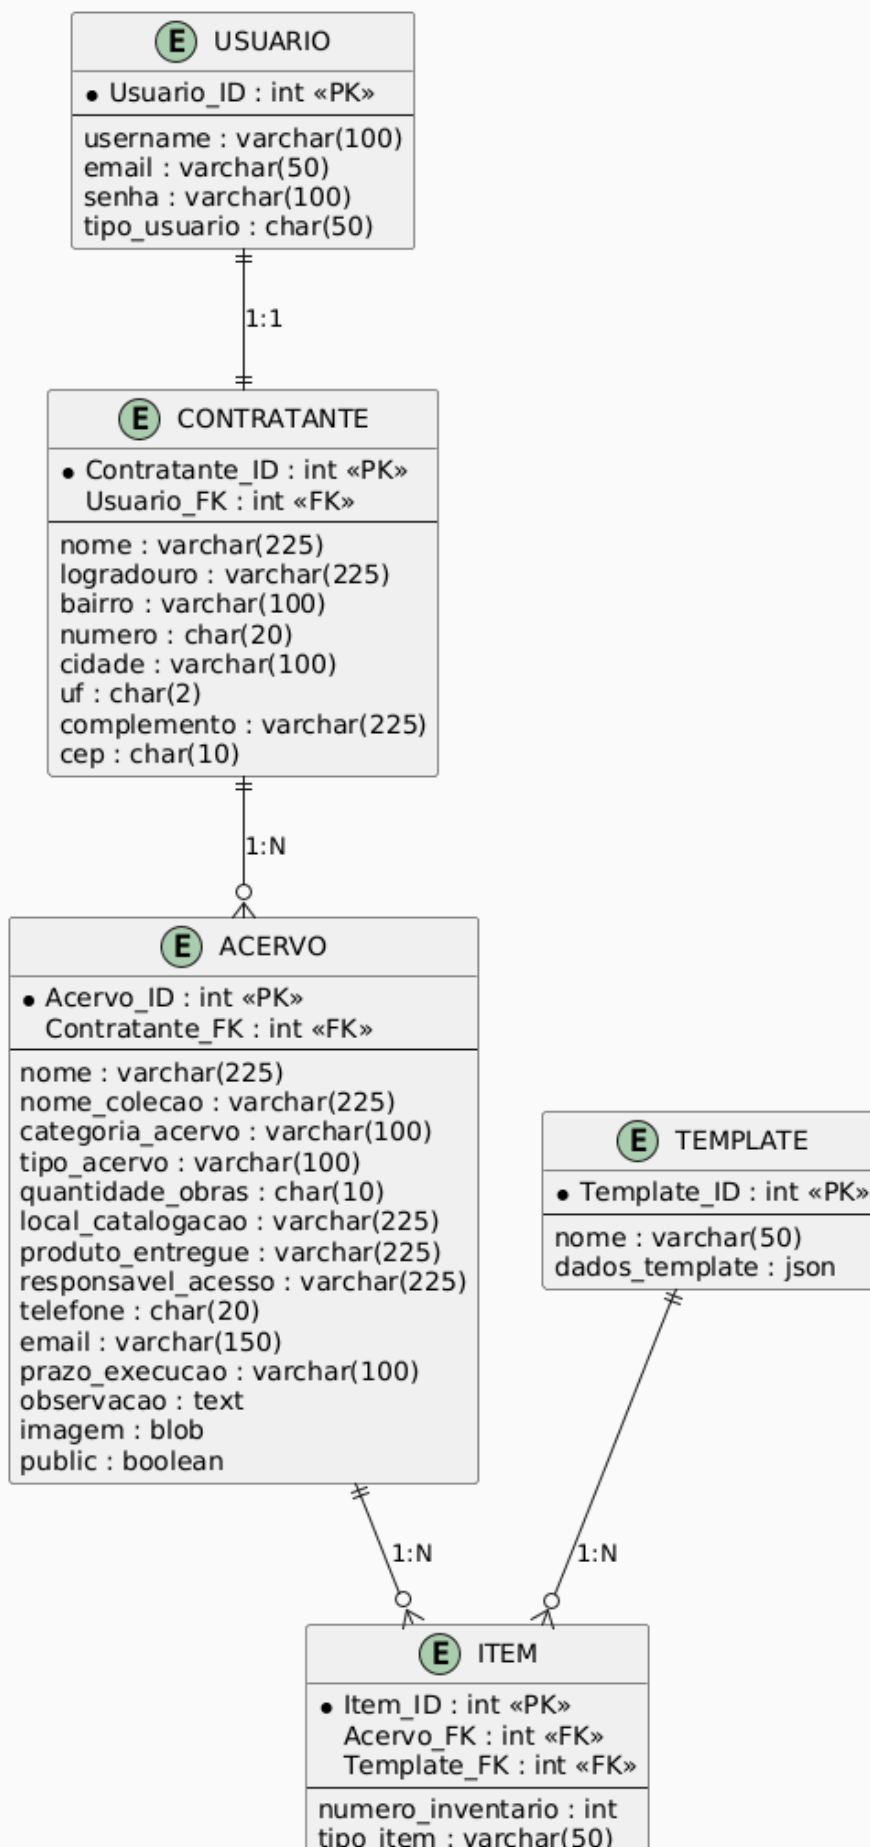 E USUARIO
Usuario_ID : int «PK»
username : varchar(100)
email : varchar(50)
senha : varchar(100)
tipo_usuario : char(50)
1:1
E CONTRATANTE
Contratante_ID : int «PK»
Usuario_FK : int «FK»
nome : varchar(225)
logradouro : varchar(225)
bairro : varchar(100)
numero : char(20)
cidade : varchar(100)
uf : char(2)
complemento : varchar(225)
cep : char(10)
1:N
E ACERVO
Acervo_ID : int «PK»
Contratante_FK : int «FK»
nome : varchar(225)
nome_colecao : varchar(225)
categoria_acervo : varchar(100)
tipo_acervo : varchar(100)
quantidade_obras : char(10)
local_catalogacao : varchar(225)
produto_entregue : varchar(225)
responsavel_acesso : varchar(225)
telefone : char(20)
email : varchar(150)
prazo_execucao : varchar(100)
observacao : text
imagem : blob
public : boolean
E TEMPLATE
Template_ID : int «PK»
nome : varchar(50)
dados_template : json
1:N
1:N
E ITEM
Item_ID : int «PK»
Acervo_FK : int «FK»
Template_FK : int «FK»
numero_inventario : int
tipo_item : varchar(50)